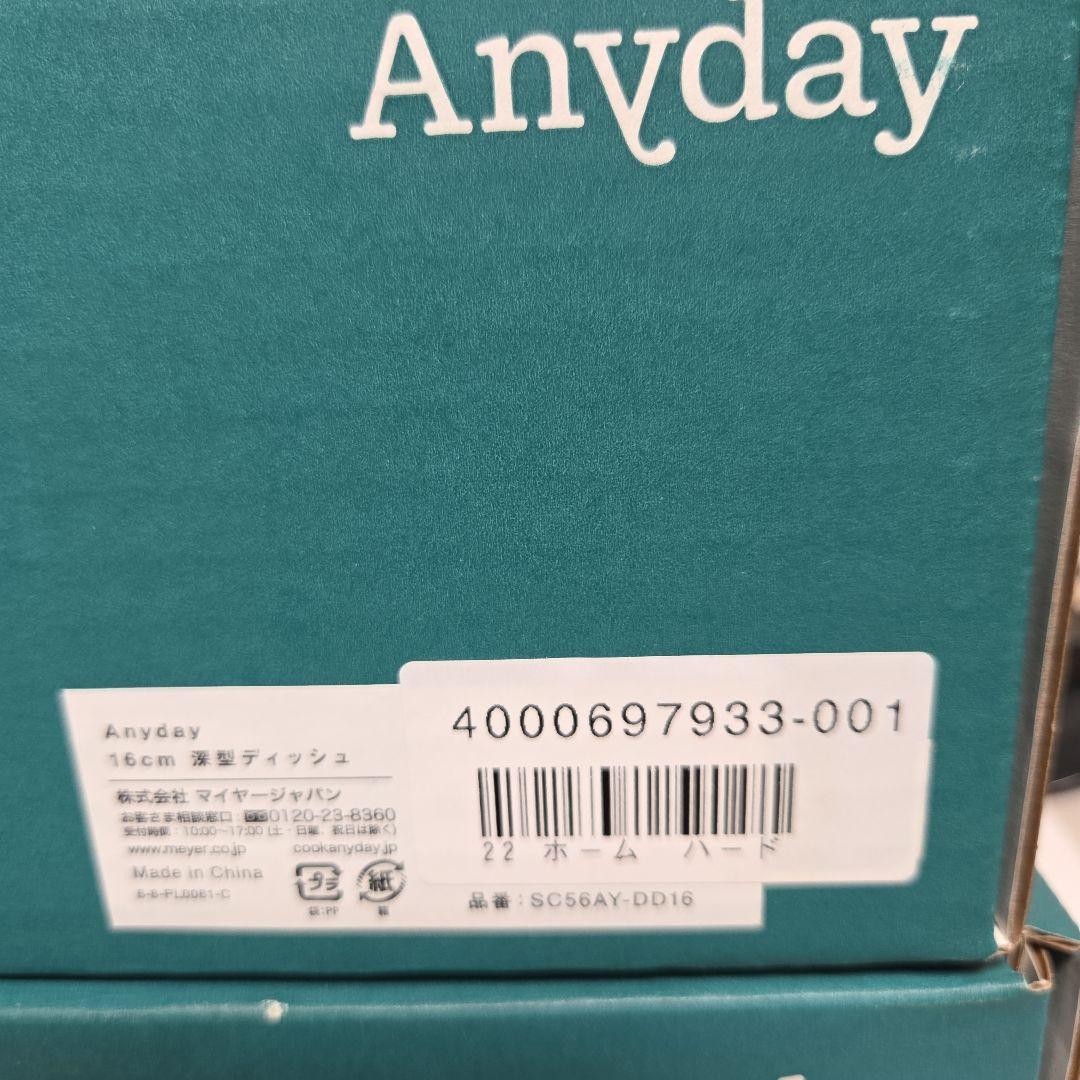 Anyday
4000697933-001
22 ホーム ハード
Anyday
16cm 深型ディッシュ
株式会社 マイヤージャパン
お客さま相談窓口:0120-23-8360
受付時間:10:00～17:00 (土・日曜、祝日は除く)
www.meyer.co.jp cookanyday.jp
Made in China
プラ 紙
袋:PP 箱
品番:SC56AY-DD16